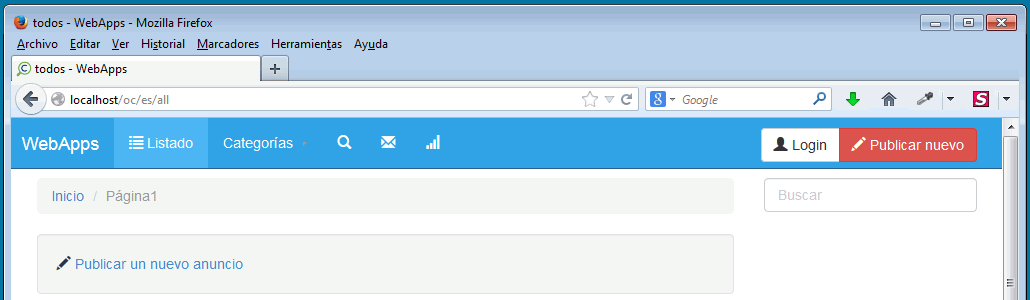 todos - WebApps - Mozilla Firefox
Archivo Editar Ver Historial Marcadores Herramientas Ayuda
todos - WebApps
localhost/oc/es/all Google
WebApps Listado Categorías Login Publicar nuevo
Inicio / Página1 Buscar
Publicar un nuevo anuncio